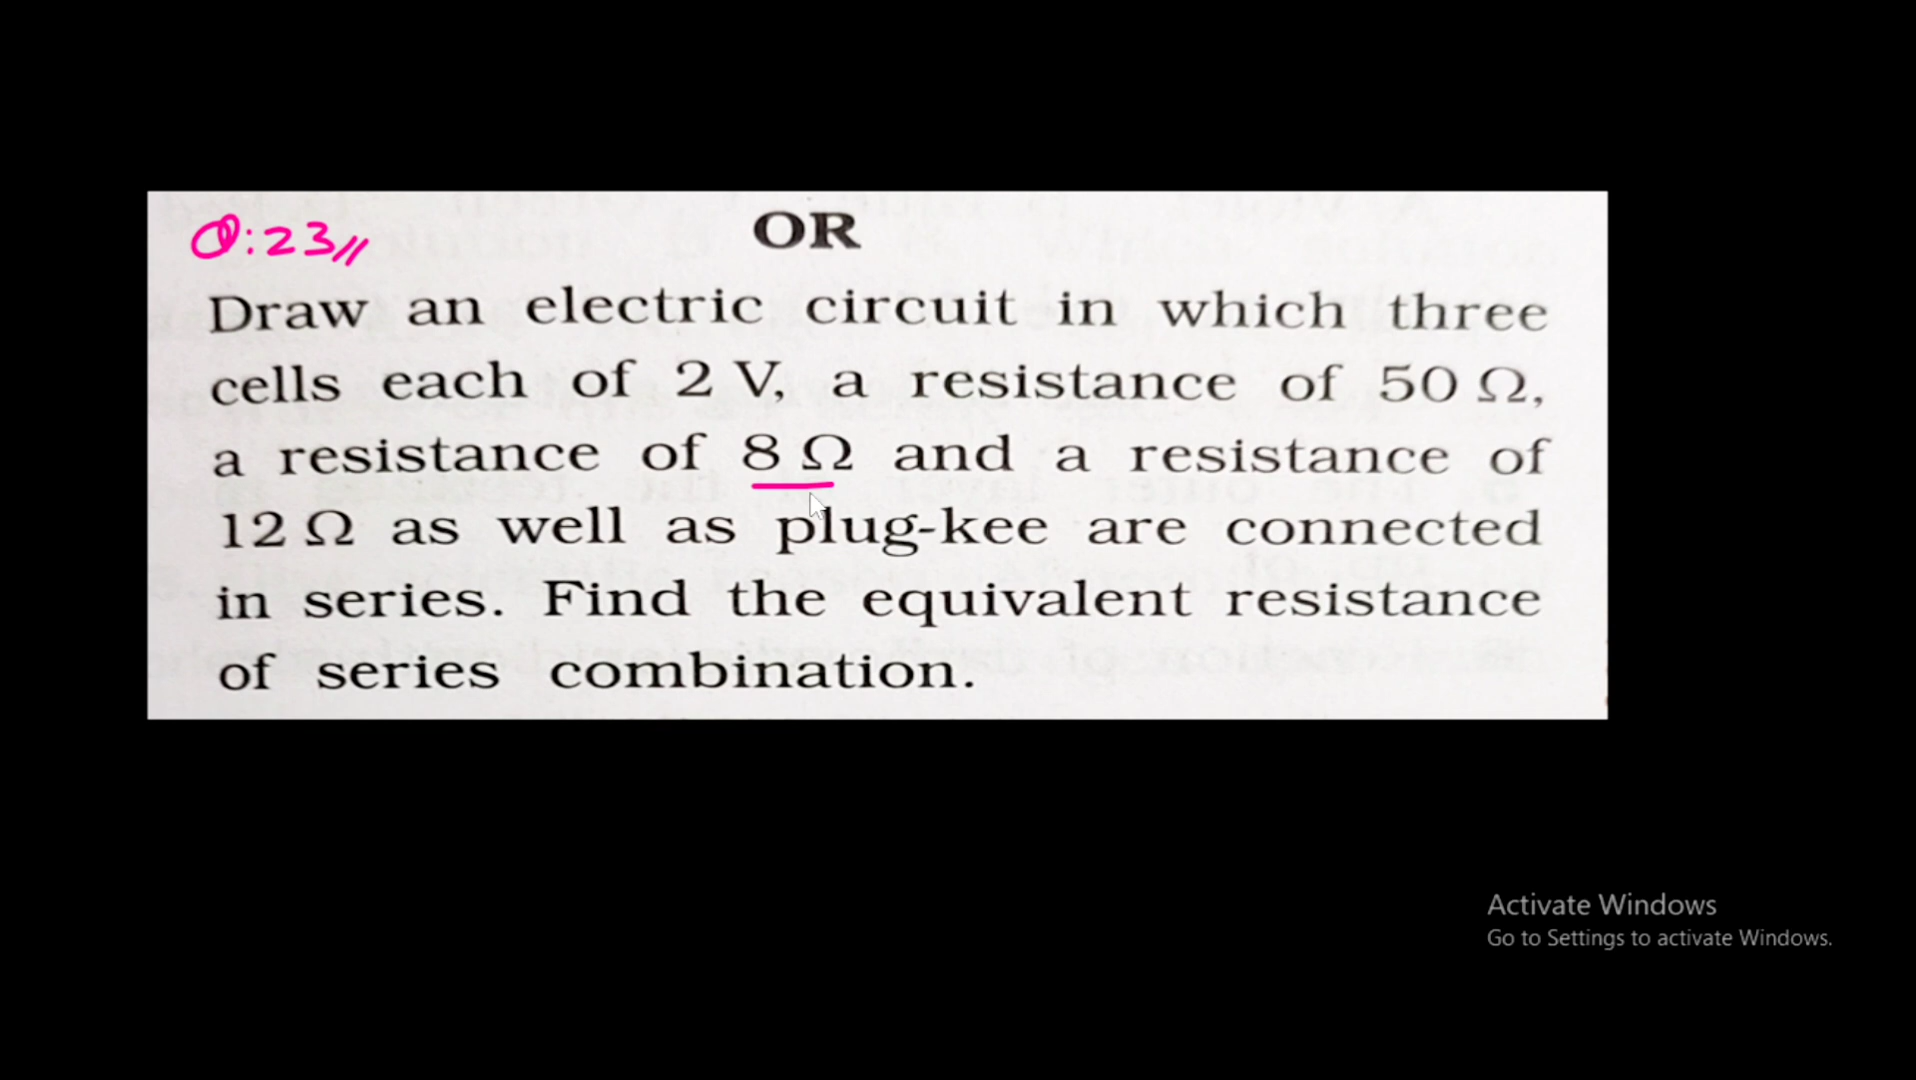 Q:23//
OR
Draw an electric circuit in which three
cells each of 2 V, a resistance of 50 Ω,
a resistance of 8 Ω and a resistance of
12 Ω as well as plug-kee are connected
in series. Find the equivalent resistance
of series combination.
Activate Windows
Go to Settings to activate Windows.